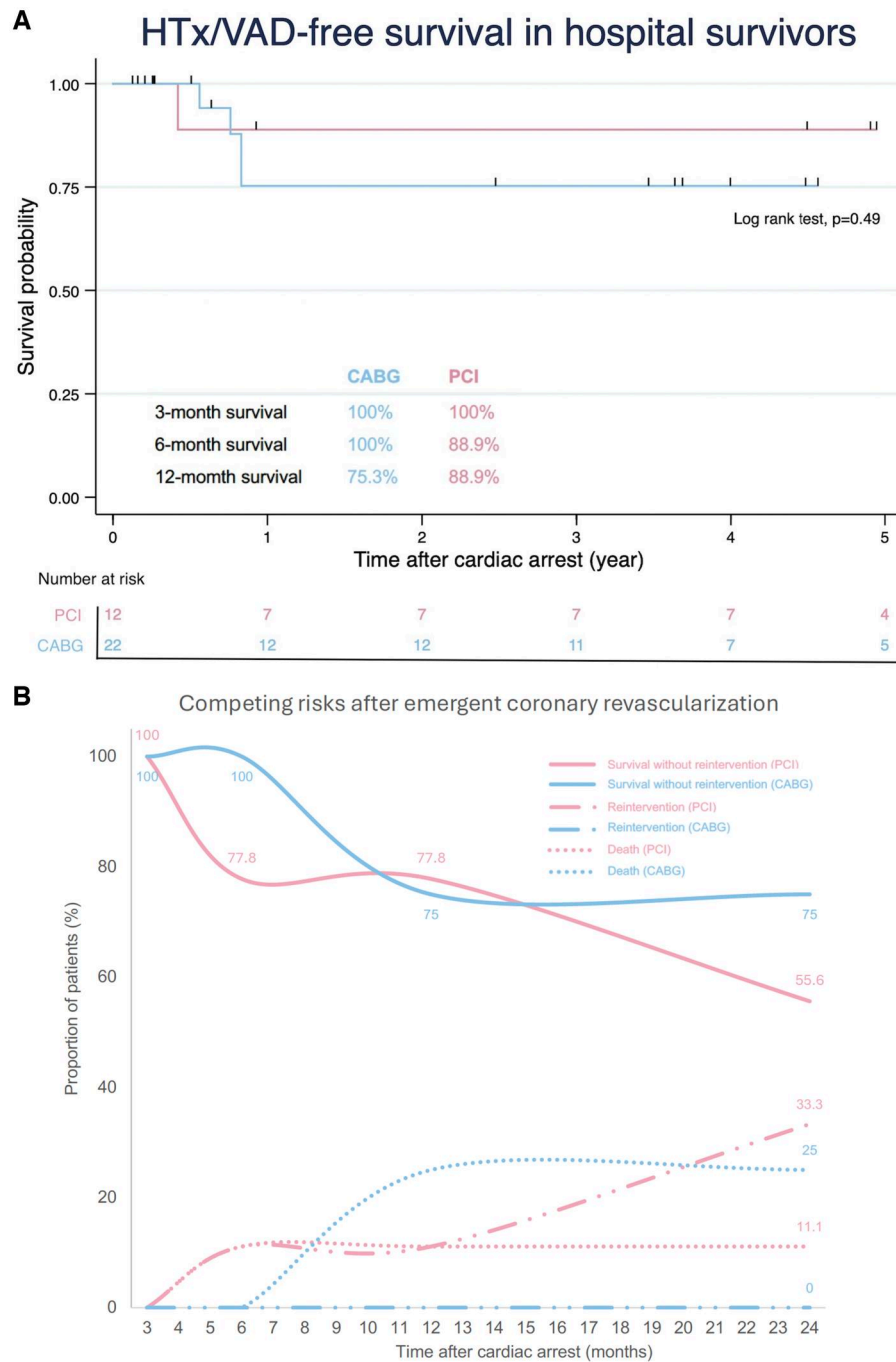 A
HTx/VAD-free survival in hospital survivors
1.00
0.75
0.50
0.25
0.00
Survival probability
Log rank test, p=0.49
CABG PCI
3-month survival 100% 100%
6-month survival 100% 88.9%
12-momth survival 75.3% 88.9%
0 1 2 3 4 5
Time after cardiac arrest (year)
Number at risk
PCI 12 7 7 7 7 4
CABG 22 12 12 11 7 5
B
Competing risks after emergent coronary revascularization
100
80
60
40
20
0
Proportion of patients (%)
Survival without reintervention (PCI)
Survival without reintervention (CABG)
Reintervention (PCI)
Reintervention (CABG)
Death (PCI)
Death (CABG)
100
100
100
77.8
77.8
75
75
55.6
33.3
25
11.1
0
3 4 5 6 7 8 9 10 11 12 13 14 15 16 17 18 19 20 21 22 23 24
Time after cardiac arrest (months)